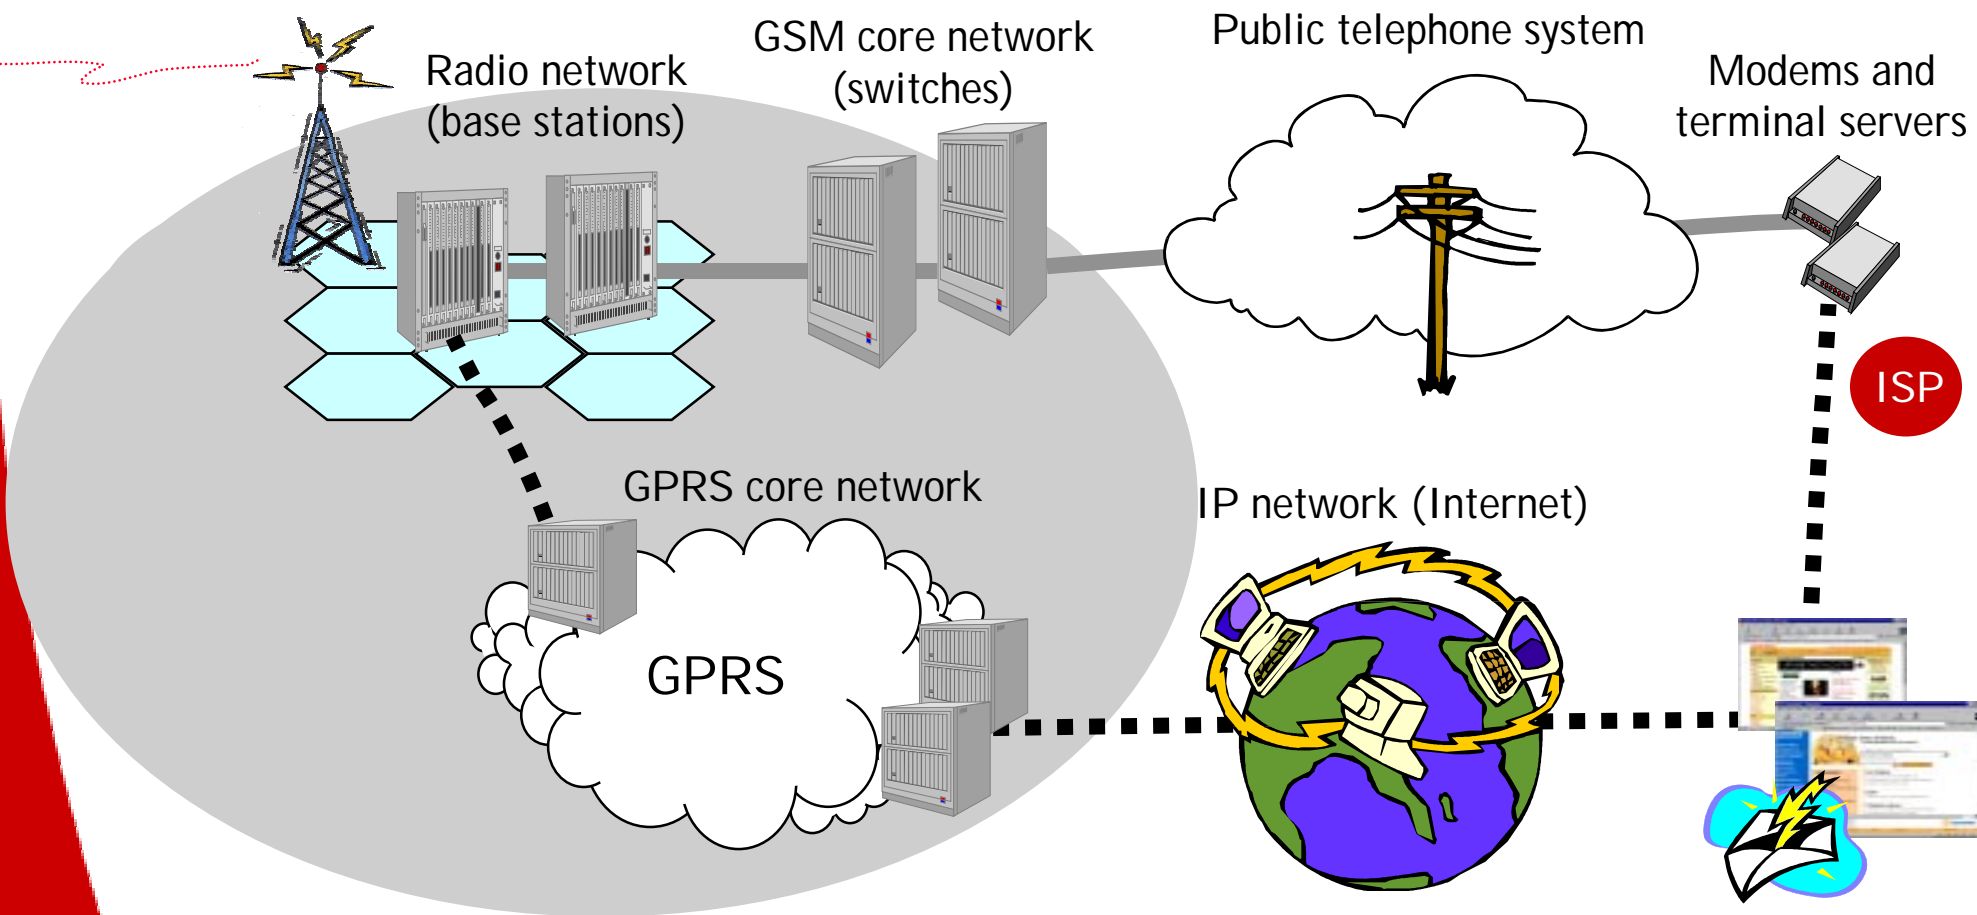 GSM core network
(switches)
Public telephone system
Radio network
(base stations)
Modems and
terminal servers
ISP
GPRS core network
IP network (Internet)
GPRS